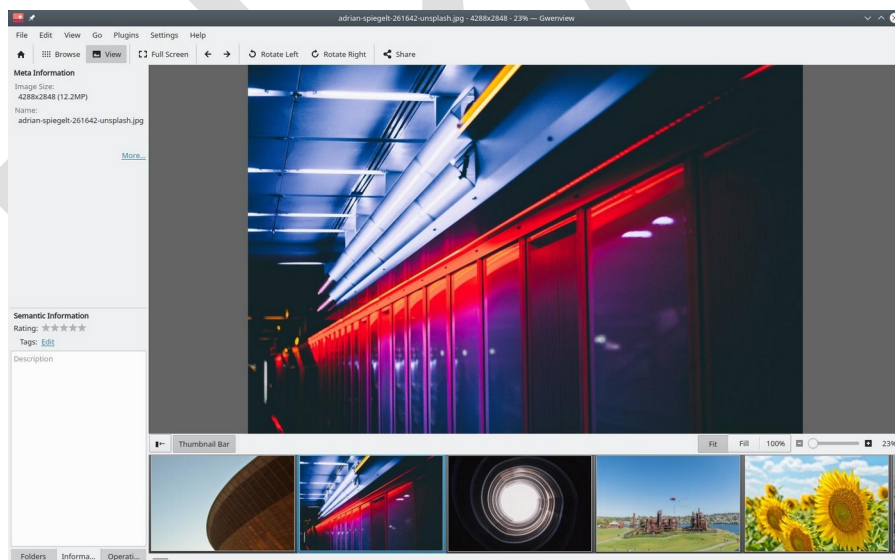 adrian-spiegelt-261642-unsplash.jpg - 4288x2848 - 23% — Gwenview
File Edit View Go Plugins Settings Help
Browse View Full Screen Rotate Left Rotate Right Share
Meta Information
Image Size:
4288x2848 (12.2MP)
Name:
adrian-spiegelt-261642-unsplash.jpg
More...
Semantic Information
Rating:
Tags: Edit
Description
Thumbnail Bar Fit Fill 100% 23%
Folders Informa... Operati...